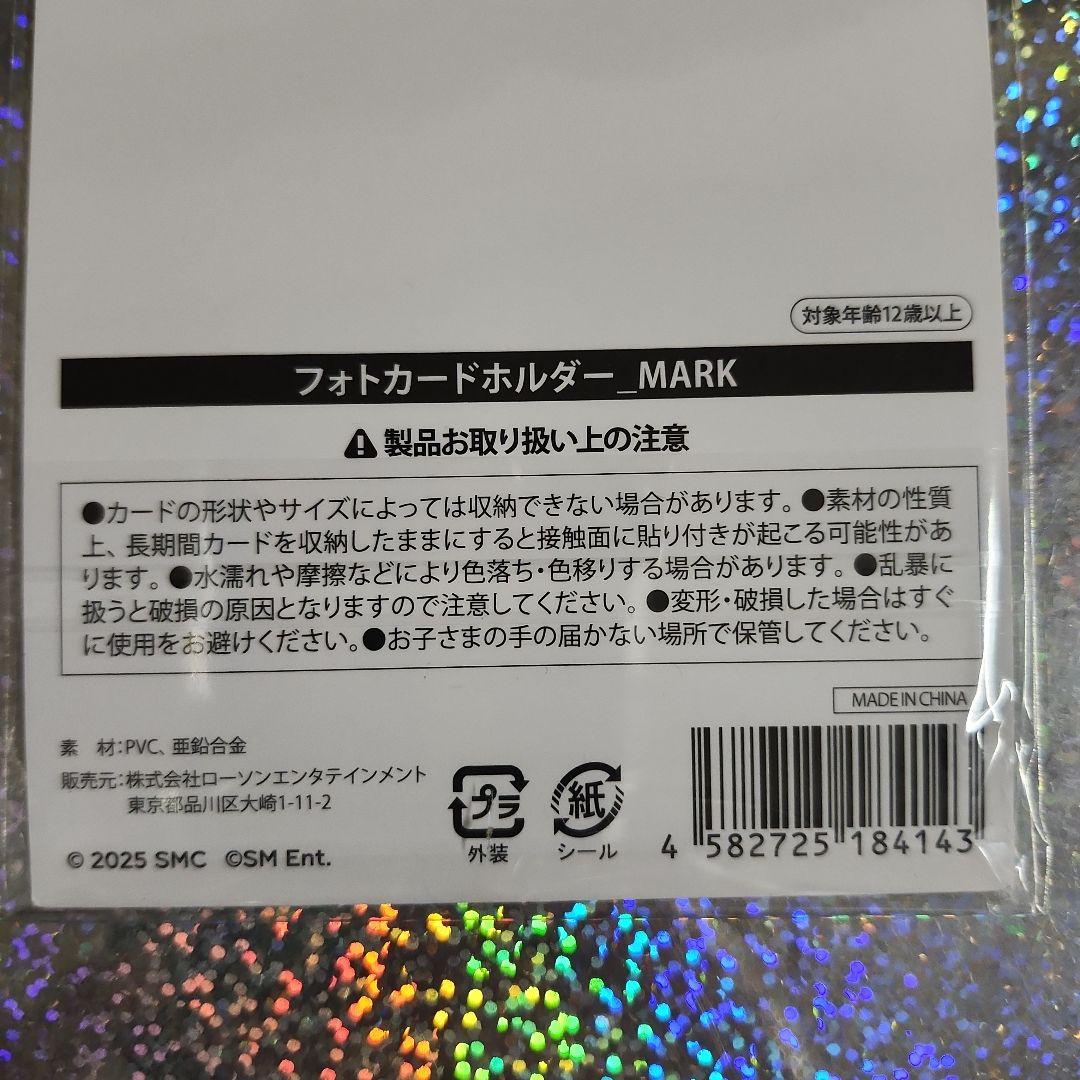 対象年齢12歳以上
フォトカードホルダー_MARK
製品お取り扱い上の注意
●カードの形状やサイズによっては収納できない場合があります。●素材の性質
上、長期間カードを収納したままにすると接触面に貼り付きが起こる可能性があ
ります。●水濡れや摩擦などにより色落ち・色移りする場合があります。●乱暴に
扱うと破損の原因となりますので注意してください。●変形・破損した場合はすぐ
に使用をお避けください。●お子さまの手の届かない場所で保管してください。
MADE IN CHINA
素 材：PVC、亜鉛合金
販売元：株式会社ローソンエンタテインメント
東京都品川区大崎1-11-2
© 2025 SMC ©SM Ent.
プラ
外装
紙
シール
4 582725 184143